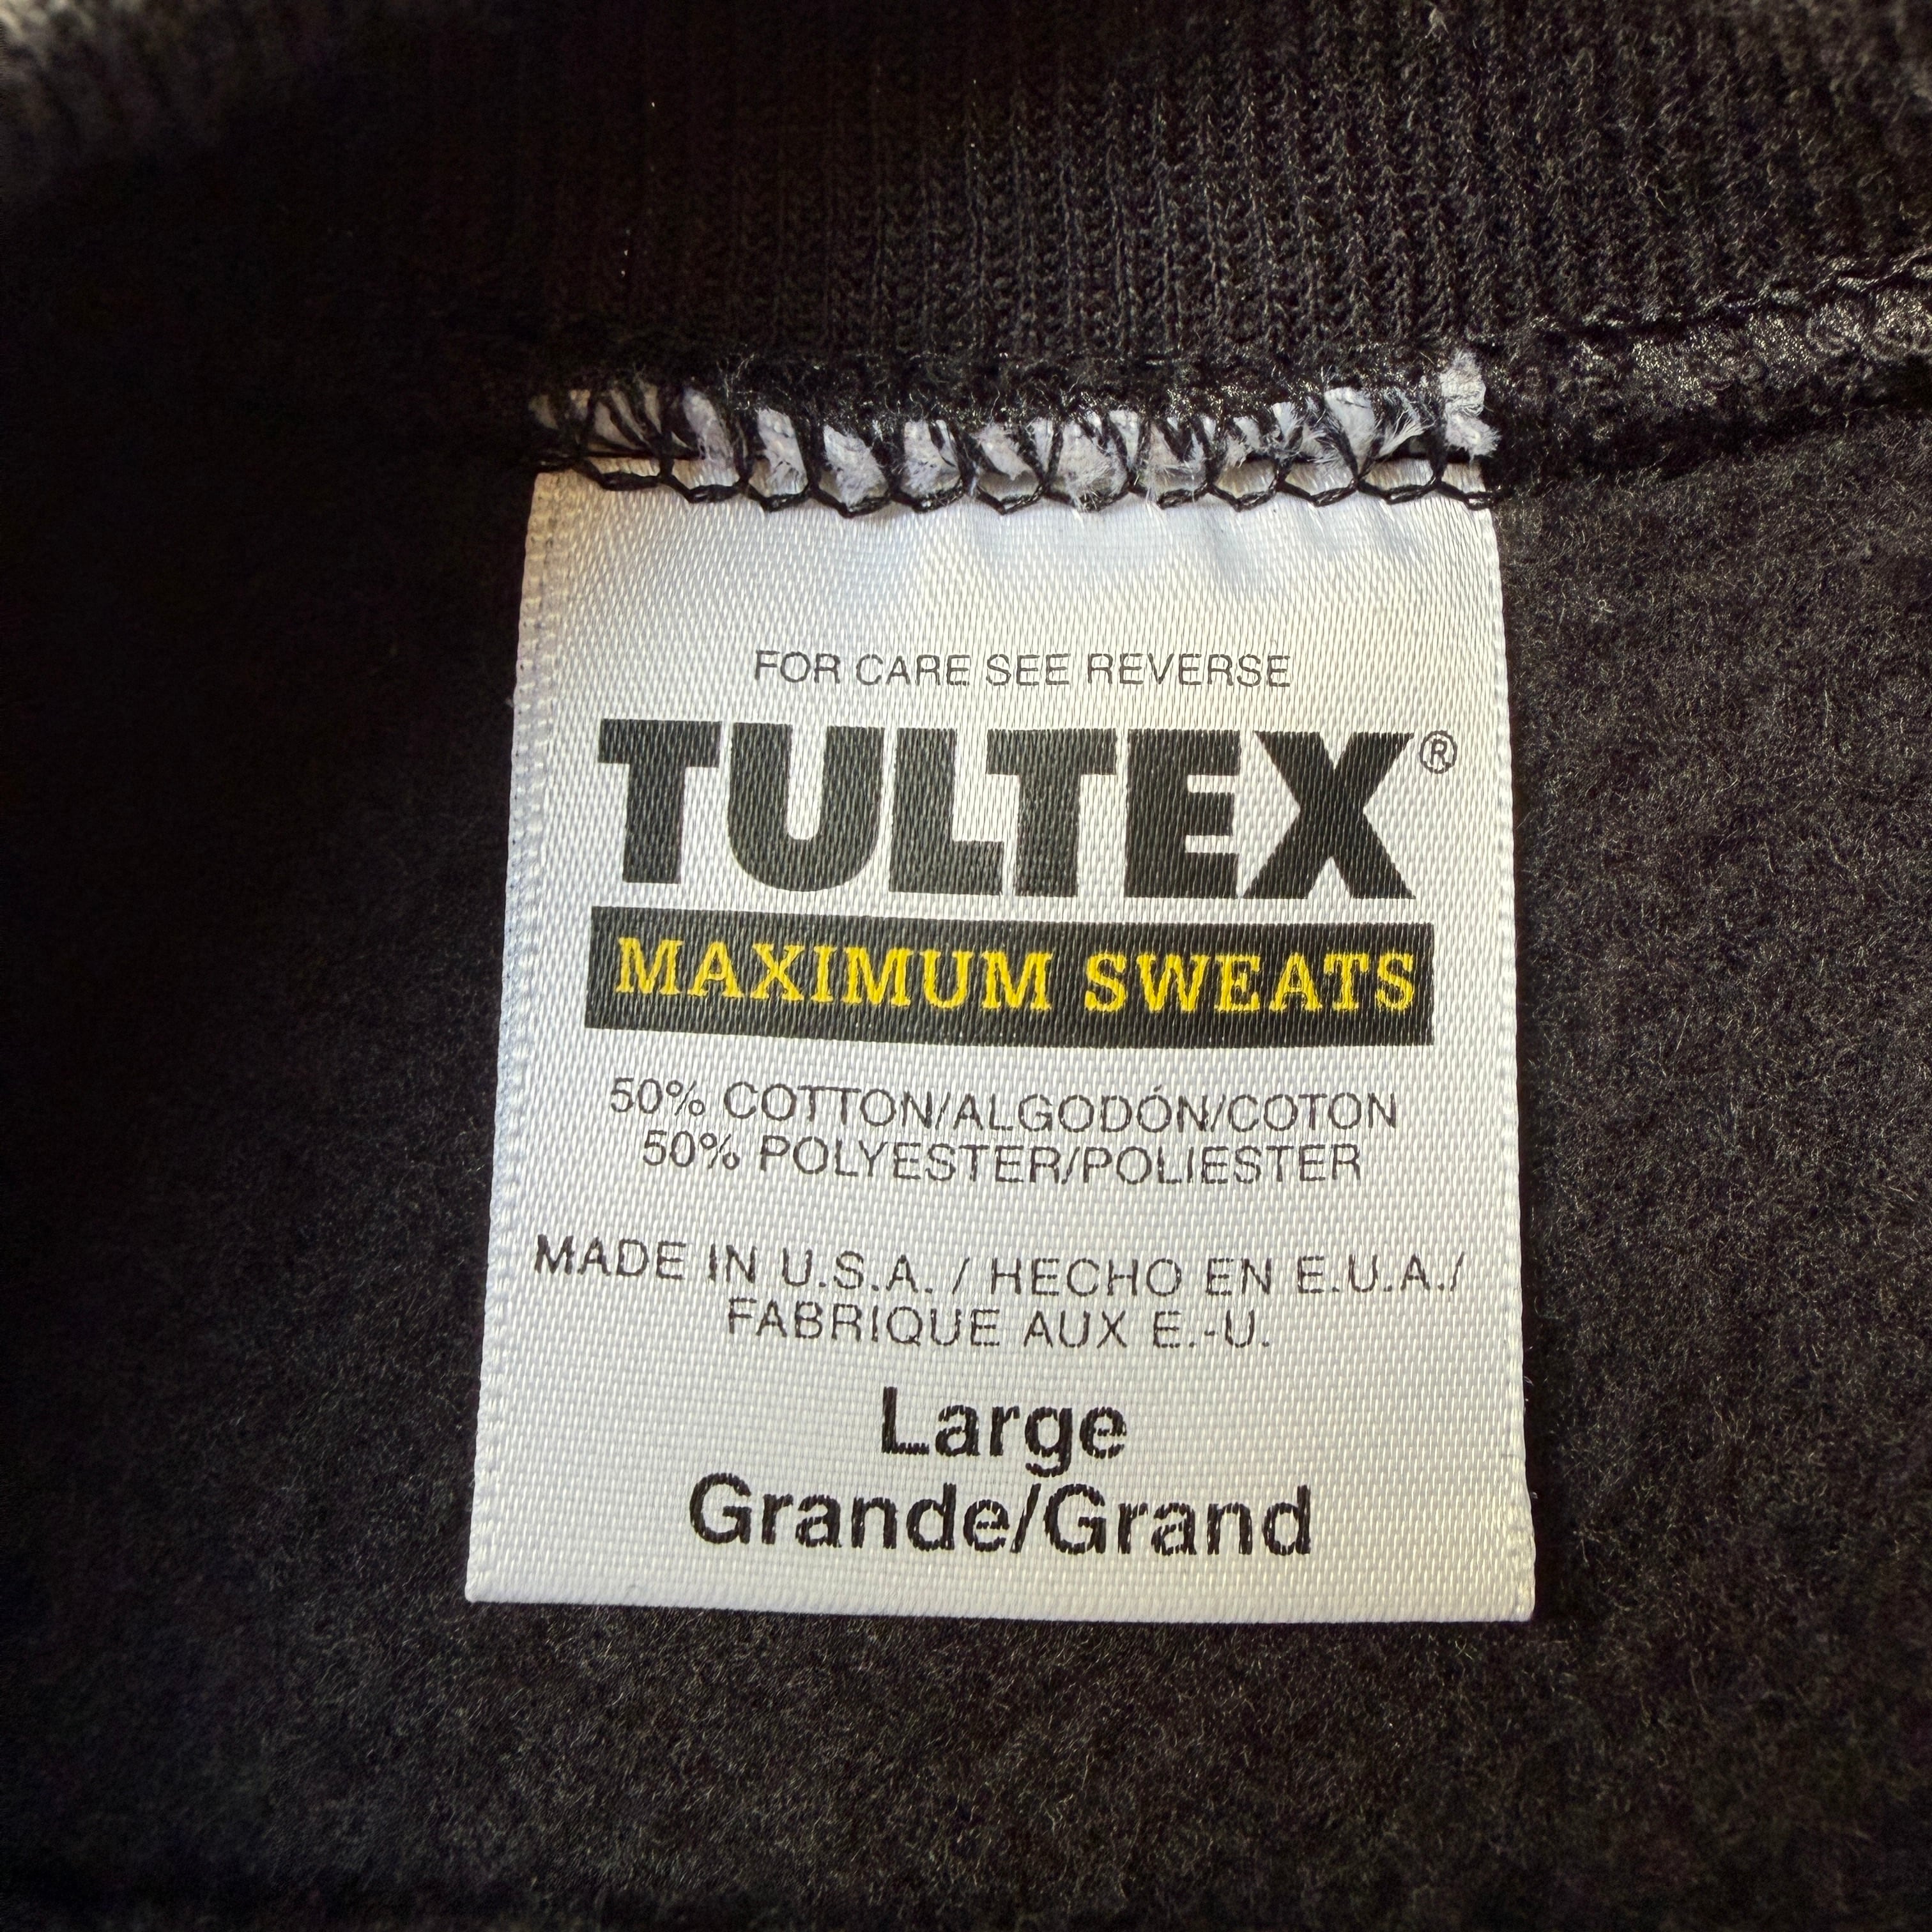 FOR CARE SEE REVERSE
TULTEX®
MAXIMUM SWEATS
50% COTTON/ALGODÓN/COTON
50% POLYESTER/POLIESTER
MADE IN U.S.A. / HECHO EN E.U.A./
FABRIQUE AUX E.-U.
Large
Grande/Grand